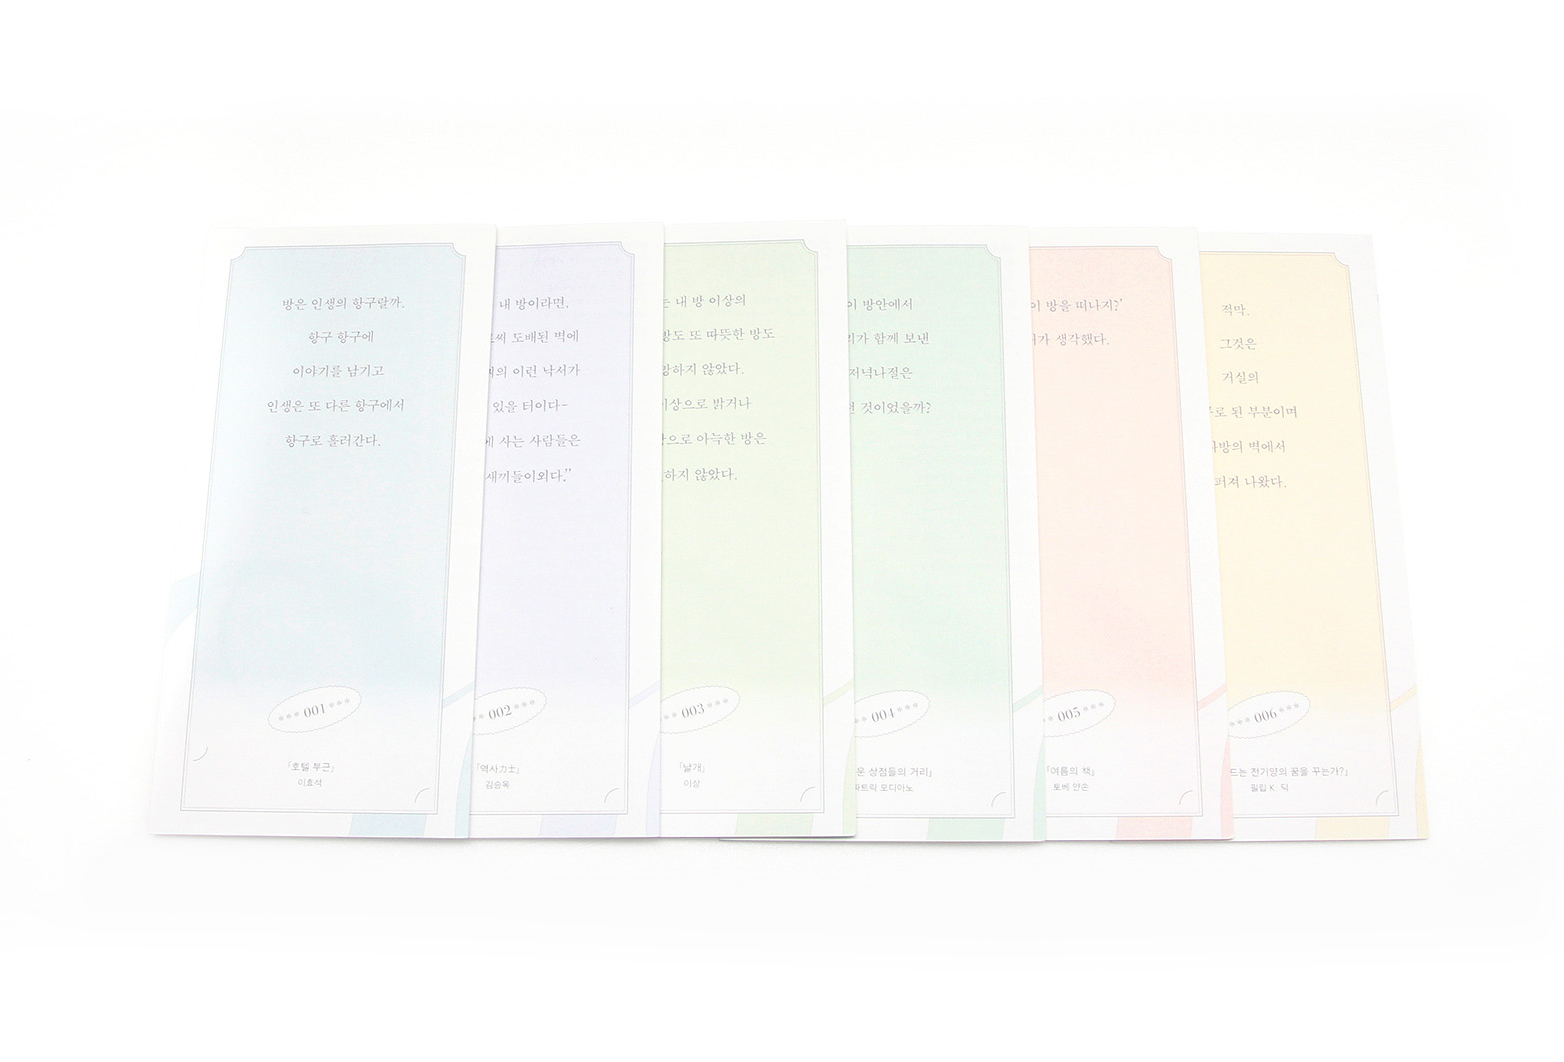 방은 인생의 항구랄까.
항구 항구에
이야기를 남기고
인생은 또 다른 항구에서
항구로 흘러간다.
*** 001 ***
「호텔 부근」
이효석
내 방이라면,
도배된 벽에
이런 낙서가
있을 터이다-
사는 사람들은
새끼들이외다.”
** 002 ***
「역사力士」
김승옥
내 방 이상의
방도 또 따뜻한 방도
않았다.
이상으로 밝거나
아늑한 방은
하지 않았다.
** 003 ***
「날개」
이상
이 방안에서
함께 보낸
저녁나절은
것이었을까?
** 004 ***
상점들의 거리」
파트릭 모디아노
이 방을 떠나지?’
생각했다.
** 005 ***
「여름의 책」
토베 얀손
적막.
그것은
거실의
된 부분이며
벽에서
퍼져 나왔다.
*** 006 ***
전기양의 꿈을 꾸는가?」
필립 K. 딕